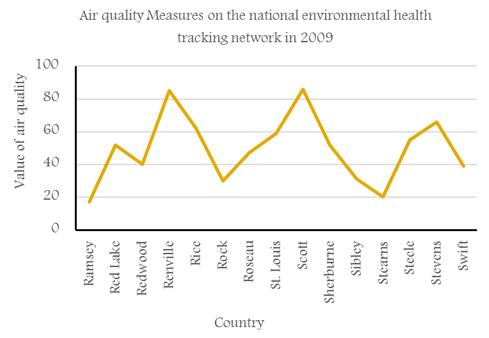 Air quality Measures on the national environmental health
tracking network in 2009
Value of air quality
100
80
60
40
20
0
Ramsey
Red Lake
Redwood
Renville
Rice
Rock
Roseau
St. Louis
Scott
Sherburne
Sibley
Stearns
Steele
Stevens
Swift
Country